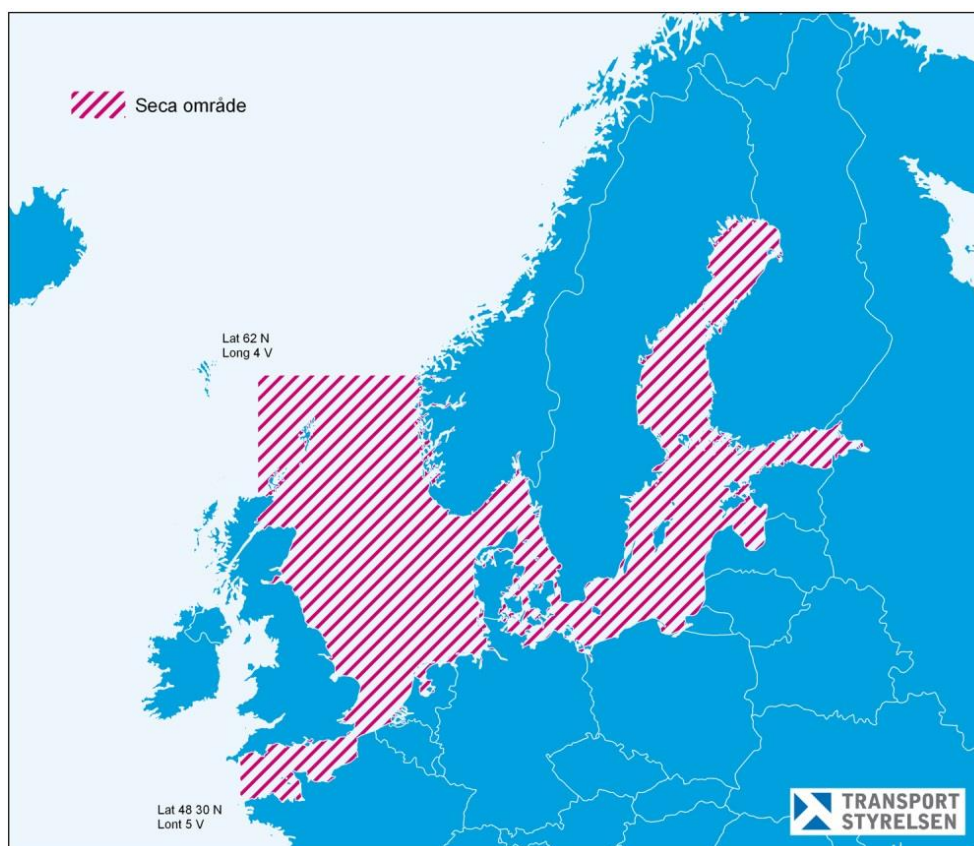 Seca område
Lat 62 N
Long 4 V
Lat 48 30 N
Lont 5 V
TRANSPORT
STYRELSEN